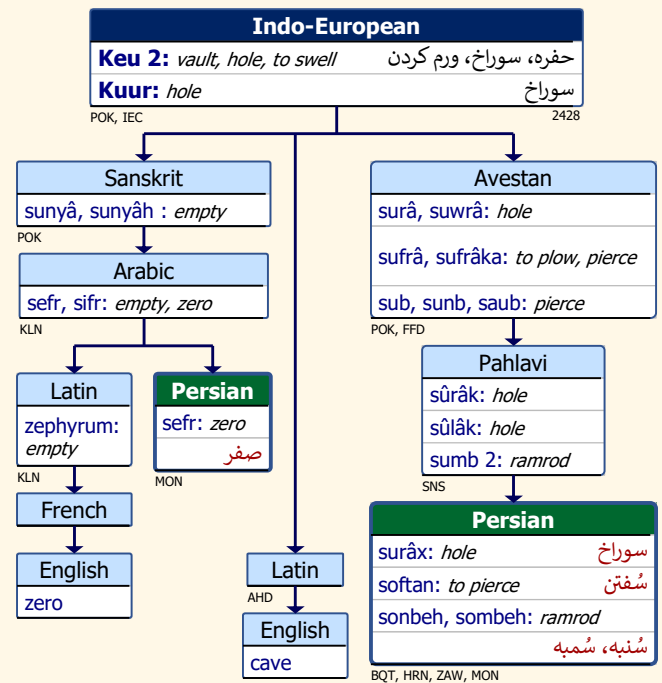 Indo-European
Keu 2: vault, hole, to swell حفره، سوراخ، ورم کردن
Kuur: hole سوراخ
POK, IEC 2428
Sanskrit
sunyâ, sunyâh : empty
POK
Arabic
sefr, sifr: empty, zero
KLN
Latin
zephyrum:
empty
KLN
French
English
zero
Persian
sefr: zero
صفر
MON
Latin
AHD
English
cave
Avestan
surâ, suwrâ: hole
sufrâ, sufrâka: to plow, pierce
sub, sunb, saub: pierce
POK, FFD
Pahlavi
sûrâk: hole
sûlâk: hole
sumb 2: ramrod
SNS
Persian
surâx: hole سوراخ
softan: to pierce سُفتن
sonbeh, sombeh: ramrod
سُنبه، سُمبه
BQT, HRN, ZAW, MON